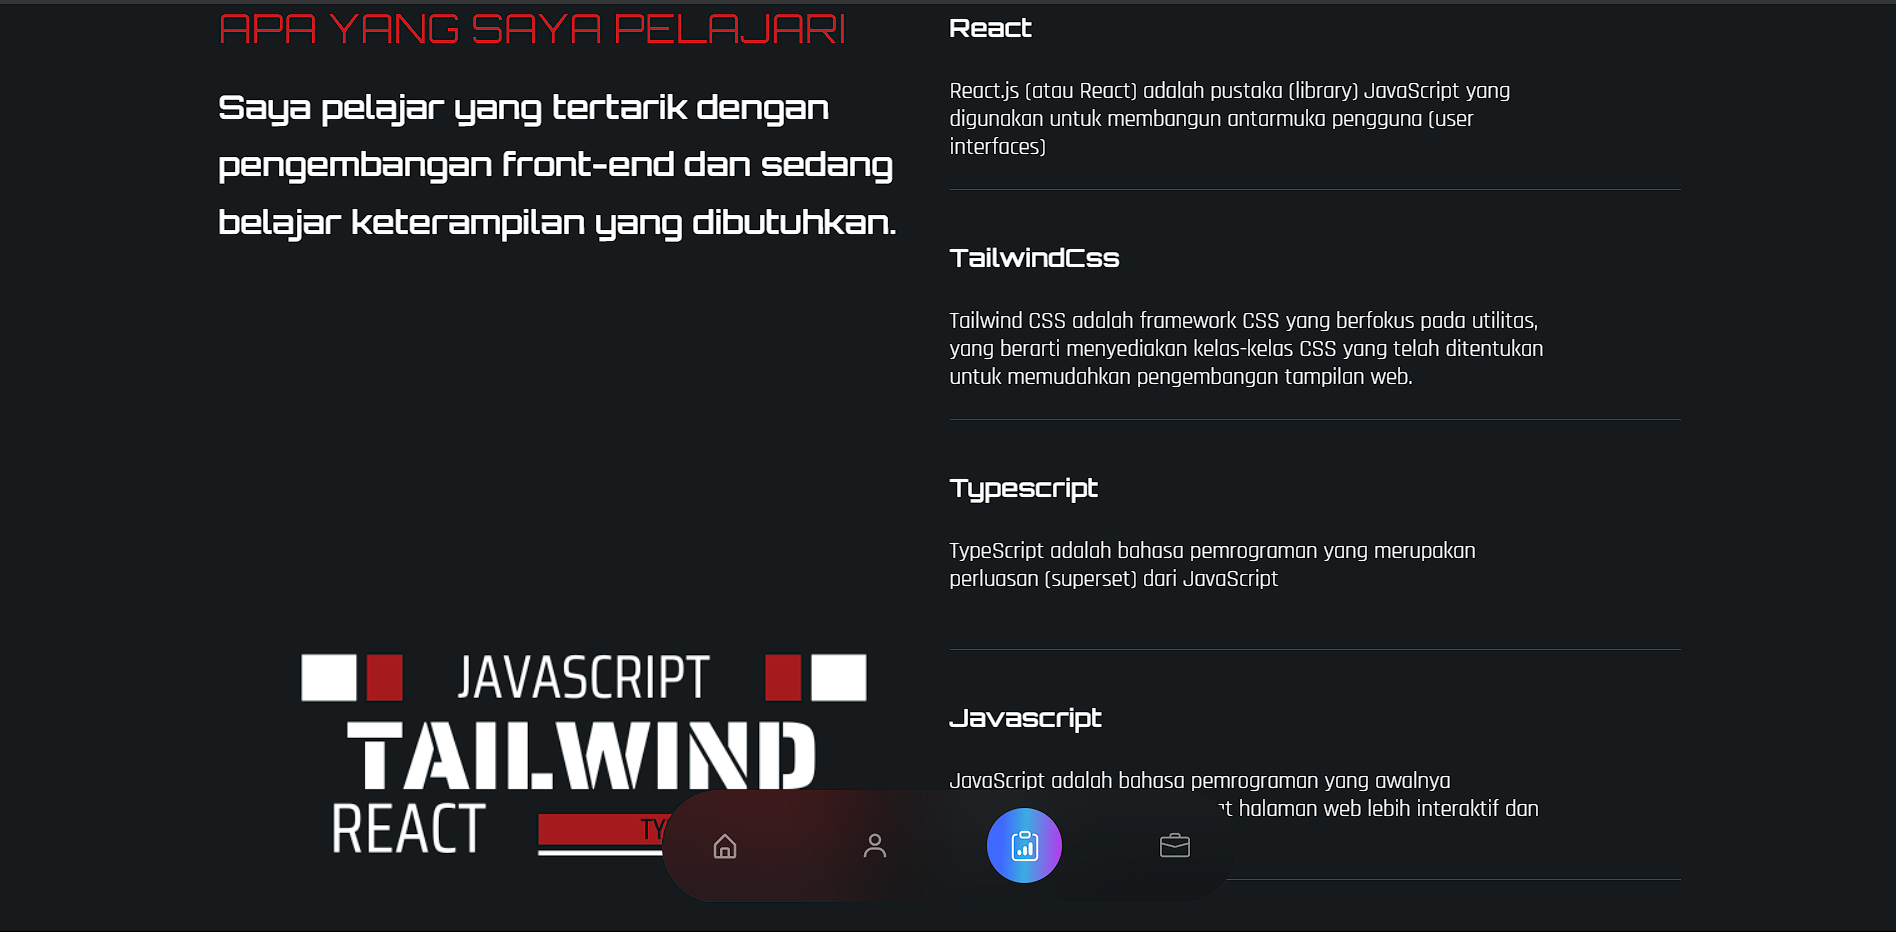 APA YANG SAYA PELAJARI
Saya pelajar yang tertarik dengan
pengembangan front-end dan sedang
belajar keterampilan yang dibutuhkan.
JAVASCRIPT
TAILWIND
REACT
TY
React
React.js (atau React) adalah pustaka (library) JavaScript yang
digunakan untuk membangun antarmuka pengguna (user
interfaces)
TailwindCss
Tailwind CSS adalah framework CSS yang berfokus pada utilitas,
yang berarti menyediakan kelas-kelas CSS yang telah ditentukan
untuk memudahkan pengembangan tampilan web.
Typescript
TypeScript adalah bahasa pemrograman yang merupakan
perluasan (superset) dari JavaScript
Javascript
JavaScript adalah bahasa pemrograman yang awalnya
halaman web lebih interaktif dan